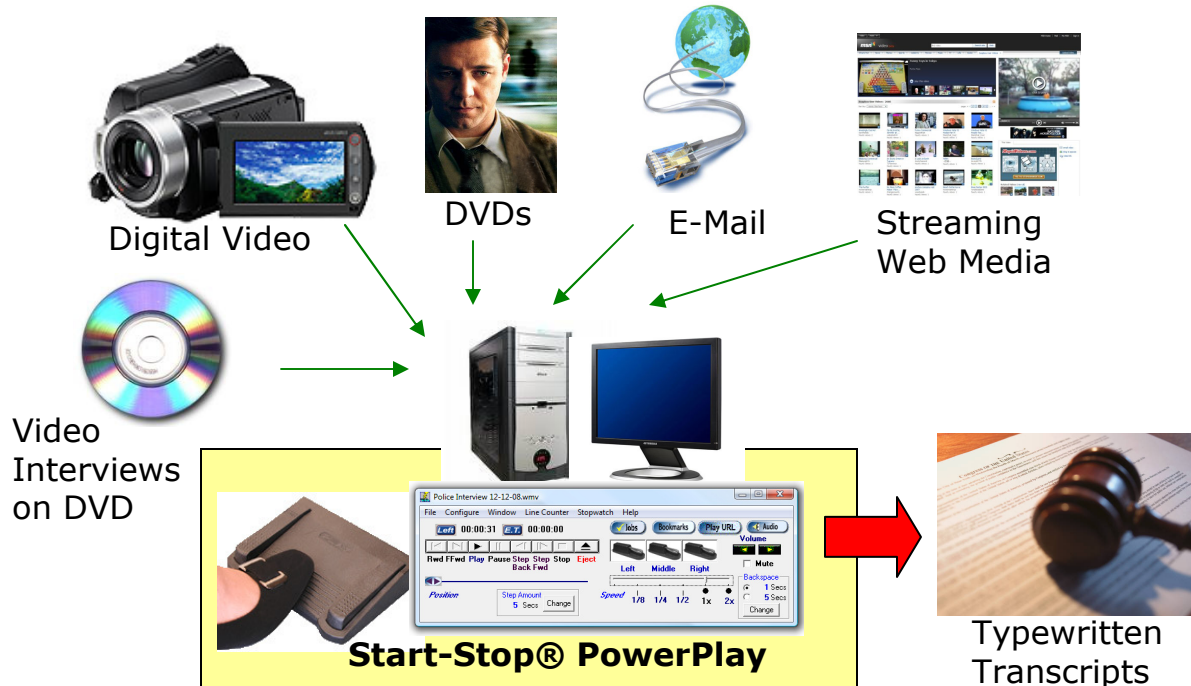 Digital Video
DVDs
E-Mail
Streaming
Web Media
Video
Interviews
on DVD
Police Interview 12-12-08.wmv
File Configure Window Line Counter Stopwatch Help
Left 00:00:31 E.T. 00:00:00
Jobs Bookmarks Play URL Audio
Volume
Mute
Rwd FFwd Play Pause Step Step Stop Eject
Back Fwd
Left Middle Right
Position
Step Amount
5 Secs Change
Speed 1/8 1/4 1/2 1x 2x
Backspace
1 Secs
5 Secs
Change
Start-Stop® PowerPlay
Typewritten
Transcripts